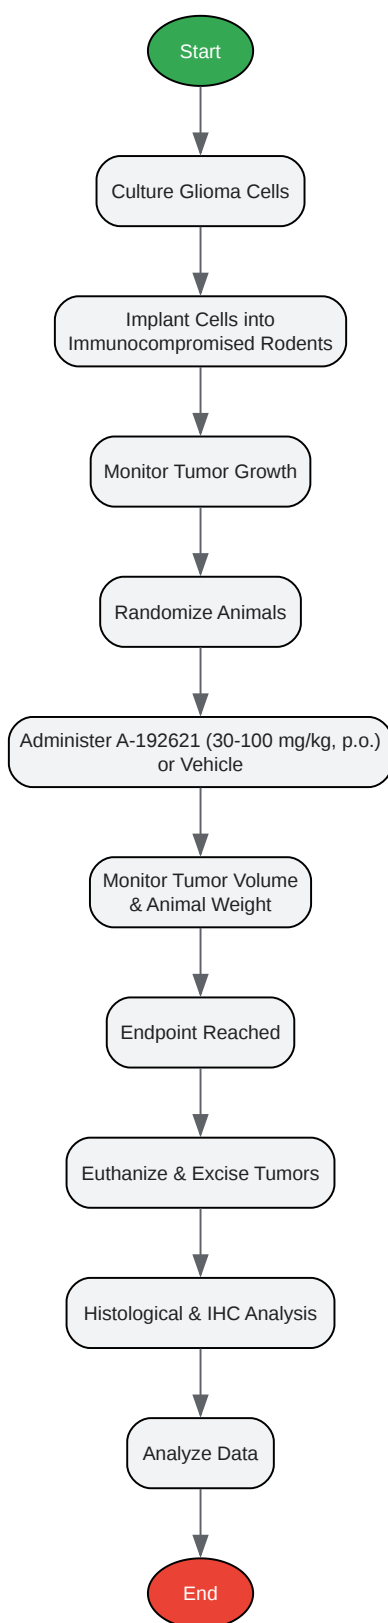 Start
Culture Glioma Cells
Implant Cells into
Immunocompromised Rodents
Monitor Tumor Growth
Randomize Animals
Administer A-192621 (30-100 mg/kg, p.o.)
or Vehicle
Monitor Tumor Volume
& Animal Weight
Endpoint Reached
Euthanize & Excise Tumors
Histological & IHC Analysis
Analyze Data
End